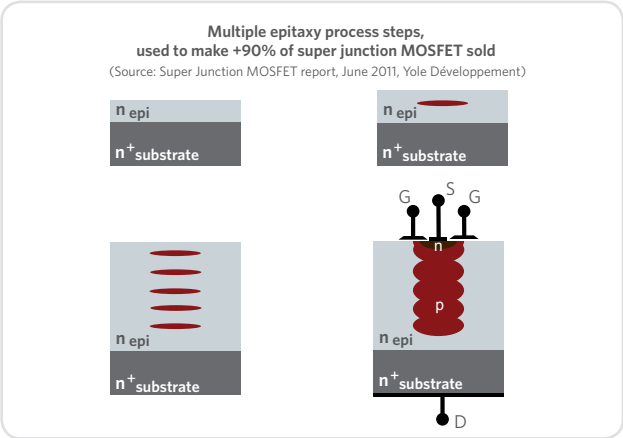 Multiple epitaxy process steps,
used to make +90% of super junction MOSFET sold
(Source: Super Junction MOSFET report, June 2011, Yole Développement)
n epi
n+substrate
n epi
n+substrate
n epi
n+substrate
G
S
G
n
p
n epi
n+substrate
D